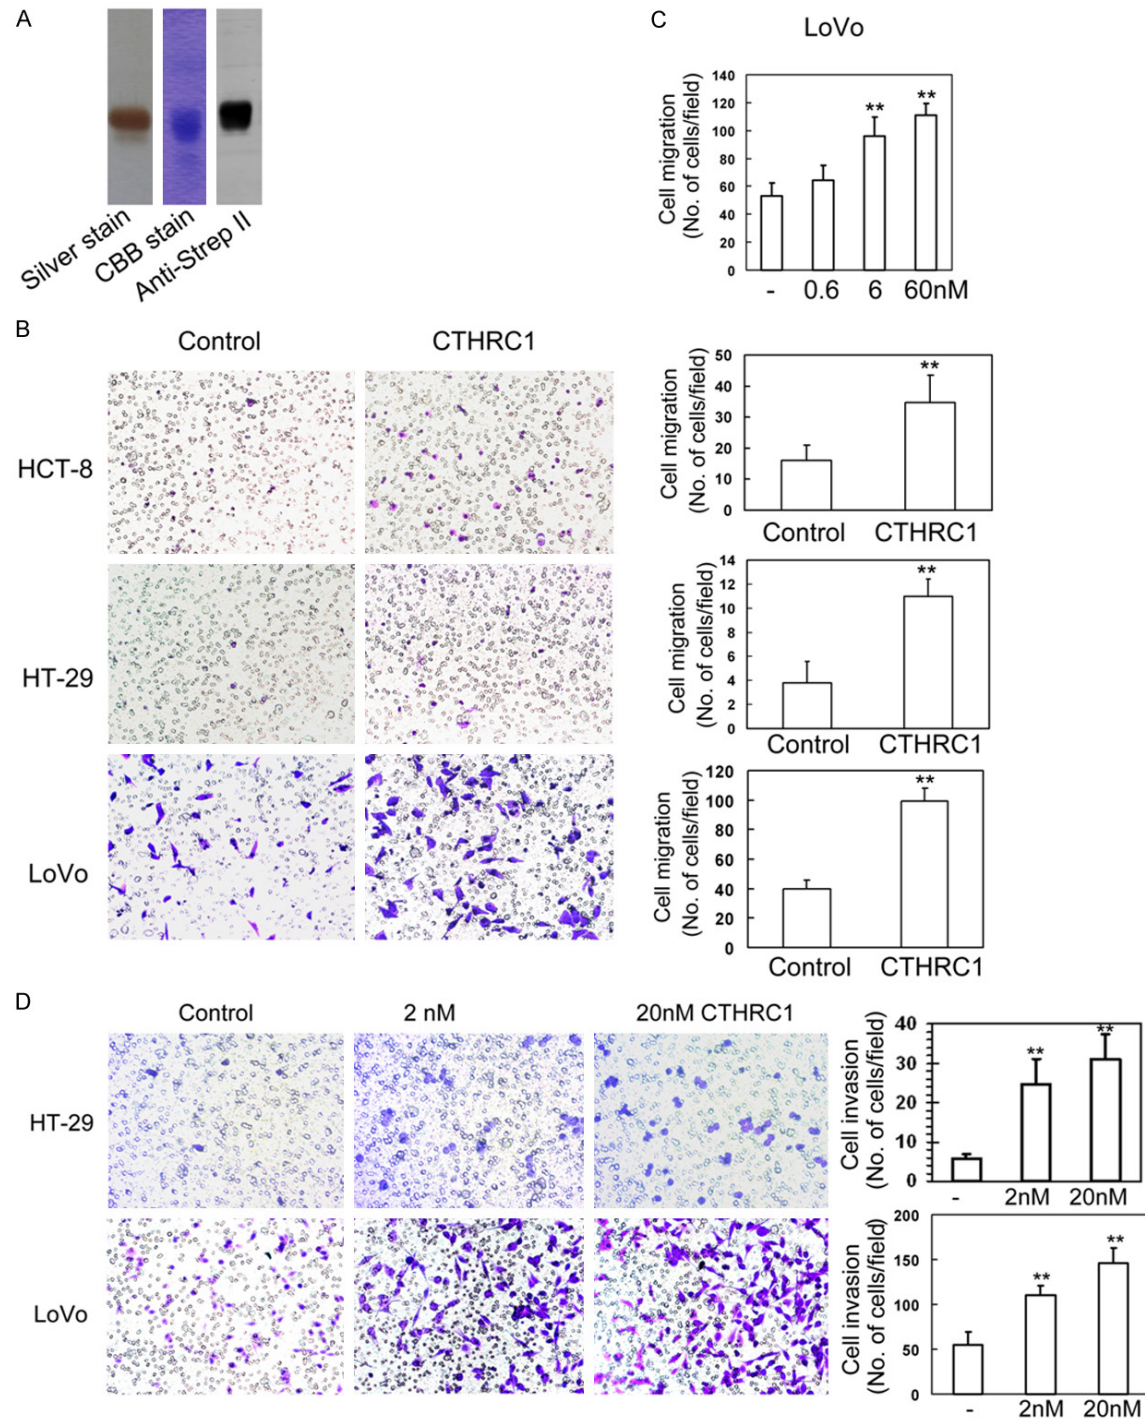 A
Silver stain
CBB stain
Anti-Strep II
C
LoVo
Cell migration
(No. of cells/field)
140
120
100
80
60
40
20
0
**
**
- 0.6 6 60nM
B
Control CTHRC1
HCT-8
Cell migration
(No. of cells/field)
50
40
30
20
10
0
**
Control CTHRC1
HT-29
Cell migration
(No. of cells/field)
14
12
10
8
6
4
2
0
**
Control CTHRC1
LoVo
Cell migration
(No. of cells/field)
120
100
80
60
40
20
0
**
Control CTHRC1
D
Control 2 nM 20nM CTHRC1
HT-29
Cell invasion
(No. of cells/field)
40
30
20
10
0
**
**
- 2nM 20nM
LoVo
Cell invasion
(No. of cells/field)
200
150
100
50
0
**
**
- 2nM 20nM